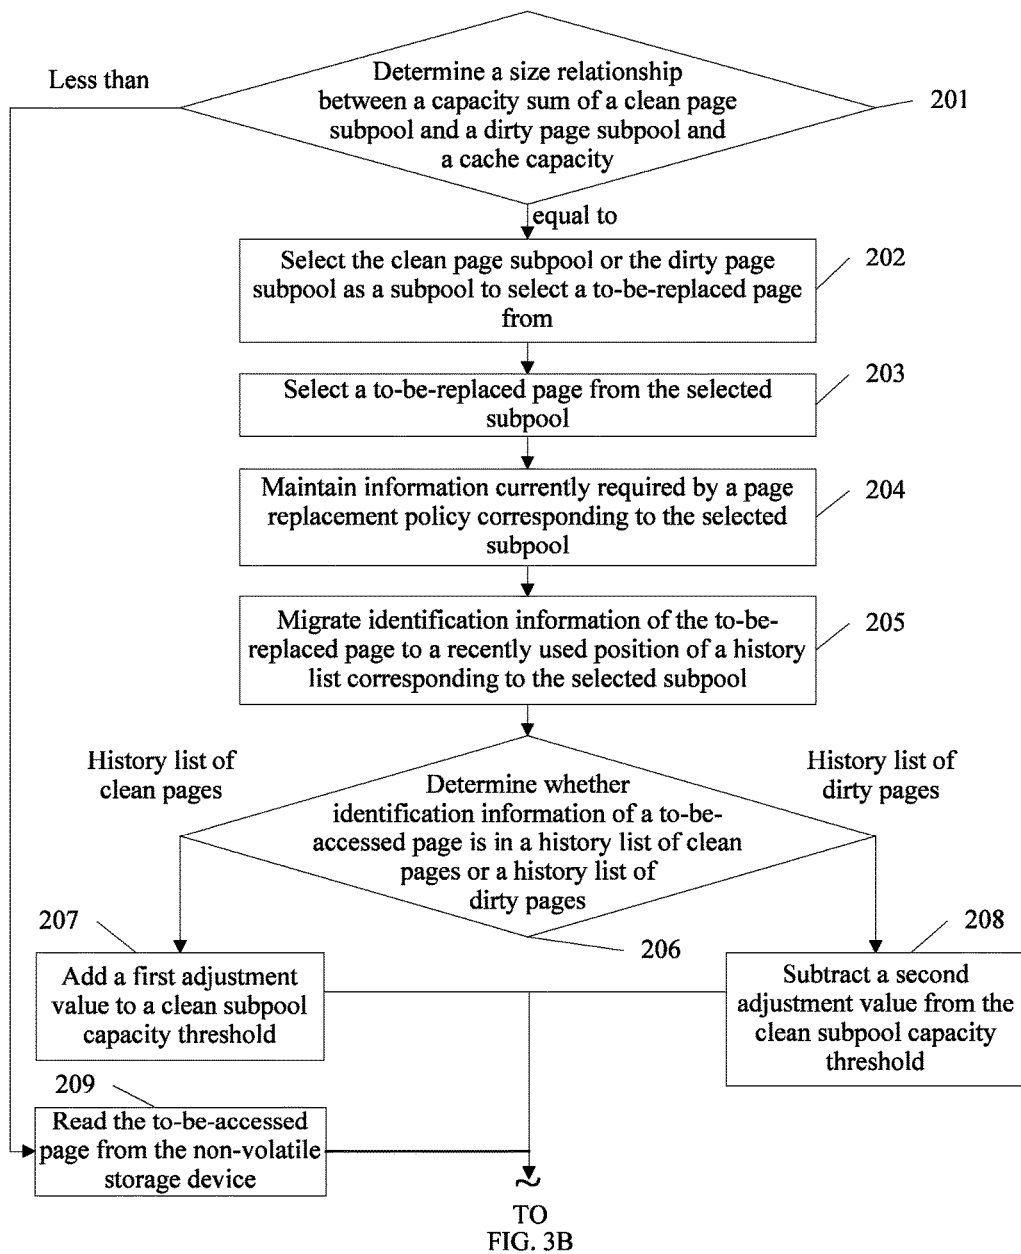 Less than
Determine a size relationship
between a capacity sum of a clean page
subpool and a dirty page subpool and
a cache capacity
201
equal to
Select the clean page subpool or the dirty page
subpool as a subpool to select a to-be-replaced page
from
202
Select a to-be-replaced page from the selected
subpool
203
Maintain information currently required by a page
replacement policy corresponding to the selected
subpool
204
Migrate identification information of the to-be-
replaced page to a recently used position of a history
list corresponding to the selected subpool
205
History list of
clean pages
Determine whether
identification information of a to-be-
accessed page is in a history list of clean
pages or a history list of
dirty pages
History list of
dirty pages
206
207
Add a first adjustment
value to a clean subpool
capacity threshold
208
Subtract a second
adjustment value from the
clean subpool capacity
threshold
209
Read the to-be-accessed
page from the non-volatile
storage device
TO
FIG. 3B